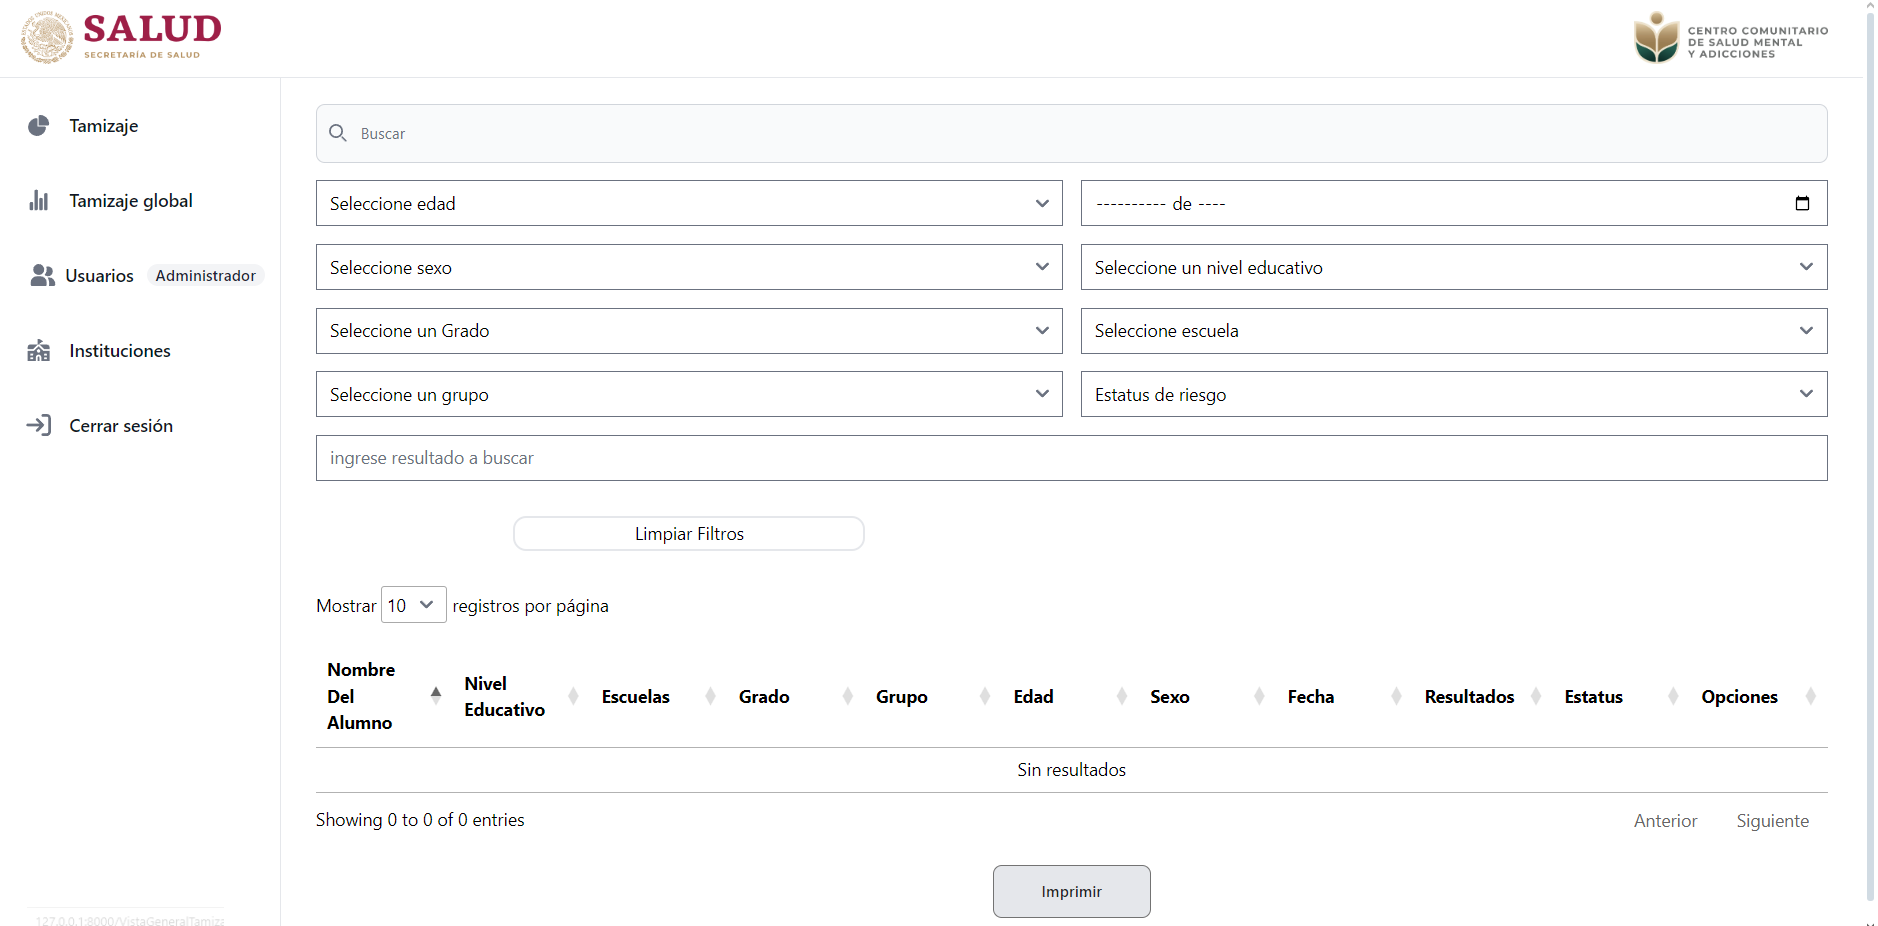 SALUD
SECRETARÍA DE SALUD
CENTRO COMUNITARIO
DE SALUD MENTAL
Y ADICCIONES
Tamizaje
Tamizaje global
Usuarios Administrador
Instituciones
Cerrar sesión
Buscar
Seleccione edad
---------- de ----
Seleccione sexo
Seleccione un nivel educativo
Seleccione un Grado
Seleccione escuela
Seleccione un grupo
Estatus de riesgo
ingrese resultado a buscar
Limpiar Filtros
Mostrar 10 registros por página
Nombre
Del
Alumno
Nivel
Educativo
Escuelas
Grado
Grupo
Edad
Sexo
Fecha
Resultados
Estatus
Opciones
Sin resultados
Showing 0 to 0 of 0 entries
Anterior
Siguiente
Imprimir
127.0.0.1:8000/VistaGeneralTamiz